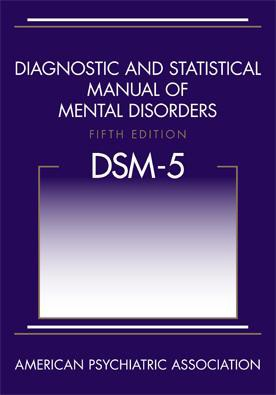 DIAGNOSTIC AND STATISTICAL
MANUAL OF
MENTAL DISORDERS
FIFTH EDITION
DSM-5
AMERICAN PSYCHIATRIC ASSOCIATION